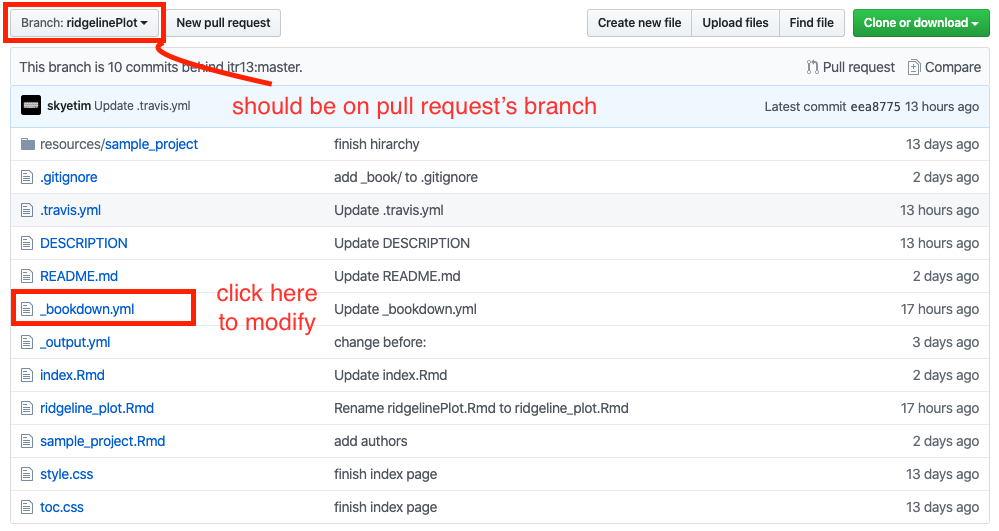 Branch: ridgelinePlot New pull request Create new file Upload files Find file Clone or download
This branch is 10 commits behind jtr13:master. Pull request Compare
skyetim Update .travis.yml Latest commit eea8775 13 hours ago
should be on pull request's branch
resources/sample_project finish hirarchy 13 days ago
.gitignore add _book/ to .gitignore 2 days ago
.travis.yml Update .travis.yml 13 hours ago
DESCRIPTION Update DESCRIPTION 13 hours ago
README.md Update README.md 2 days ago
_bookdown.yml Update _bookdown.yml 17 hours ago
click here
to modify
_output.yml change before: 3 days ago
index.Rmd Update index.Rmd 2 days ago
ridgeline_plot.Rmd Rename ridgelinePlot.Rmd to ridgeline_plot.Rmd 17 hours ago
sample_project.Rmd add authors 2 days ago
style.css finish index page 13 days ago
toc.css finish index page 13 days ago